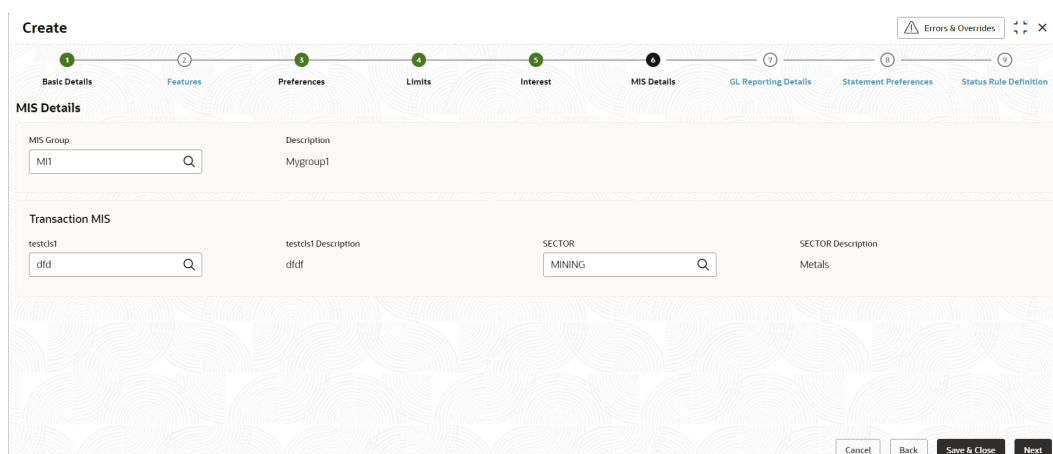 Create
Errors & Overrides
1 2 3 4 5 6 7 8 9
Basic Details Features Preferences Limits Interest MIS Details GL Reporting Details Statement Preferences Status Rule Definition
MIS Details
MIS Group Description
MI1 Mygroup1
Transaction MIS
testcls1 testcls1 Description SECTOR SECTOR Description
dfd dfdf MINING Metals
Cancel Back Save & Close Next